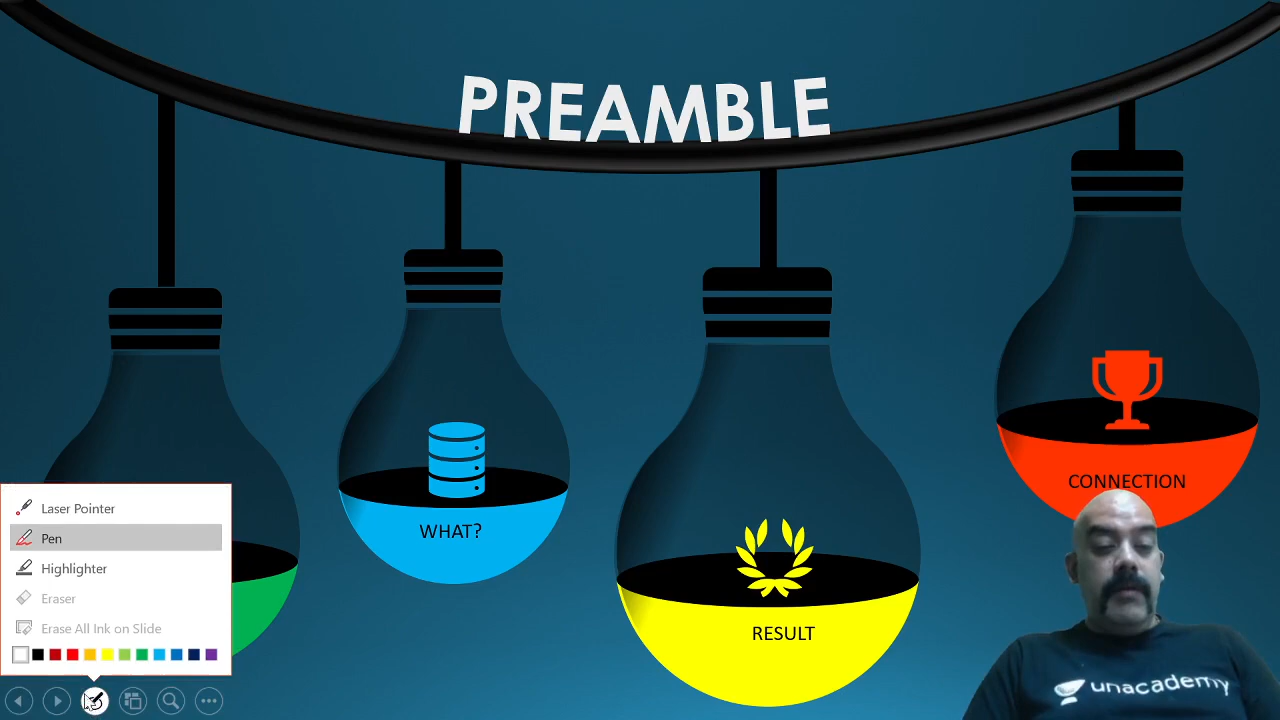 PREAMBLE
CONNECTION
WHAT?
RESULT
Laser Pointer
Pen
Highlighter
Eraser
Erase All Ink on Slide
unacademy